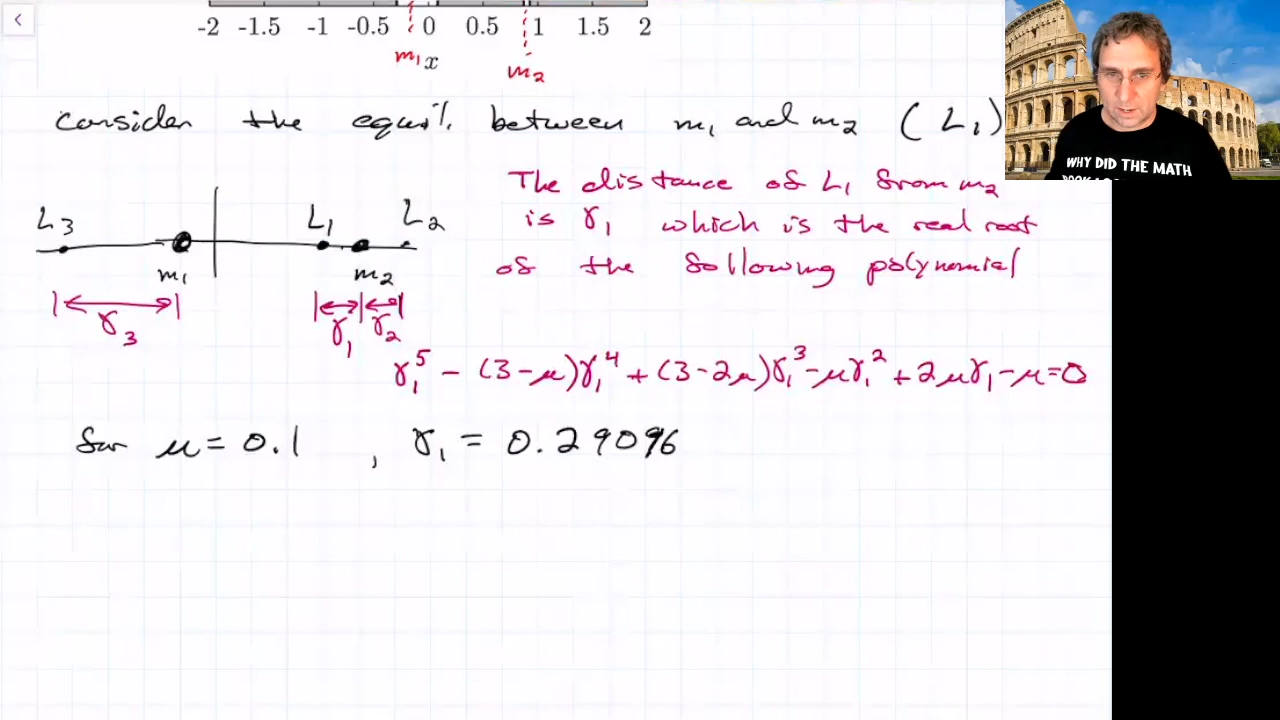 -2 -1.5 -1 -0.5 0 0.5 1 1.5 2
m₁ x m₂
consider the equil. between m₁ and m₂ (L₁)
WHY DID THE MATH
The distance of L₁ from m₂
is γ₁ which is the real root
of the following polynomial
L₃ L₁ L₂
m₁ m₂
γ₃ γ₁ γ₂
γ₁⁵ - (3-μ)γ₁⁴ + (3-2μ)γ₁³ - μγ₁² + 2μγ₁ - μ = 0
for μ = 0.1 , γ₁ = 0.29096